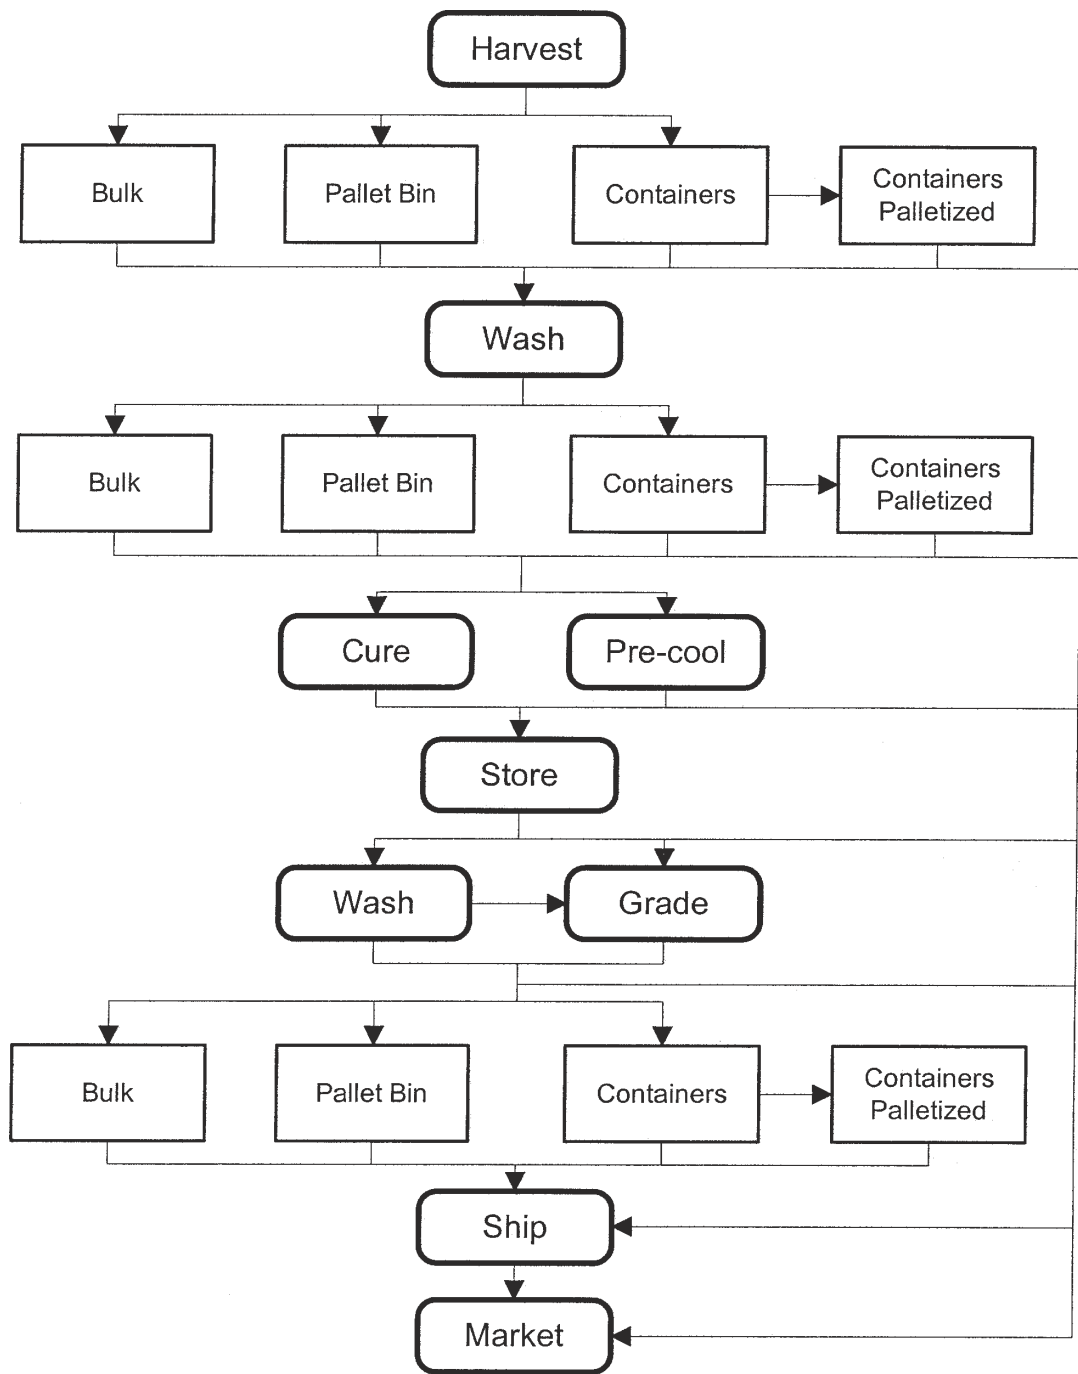 Harvest
Bulk
Pallet Bin
Containers
Containers
Palletized
Wash
Bulk
Pallet Bin
Containers
Containers
Palletized
Cure
Pre-cool
Store
Wash
Grade
Bulk
Pallet Bin
Containers
Containers
Palletized
Ship
Market